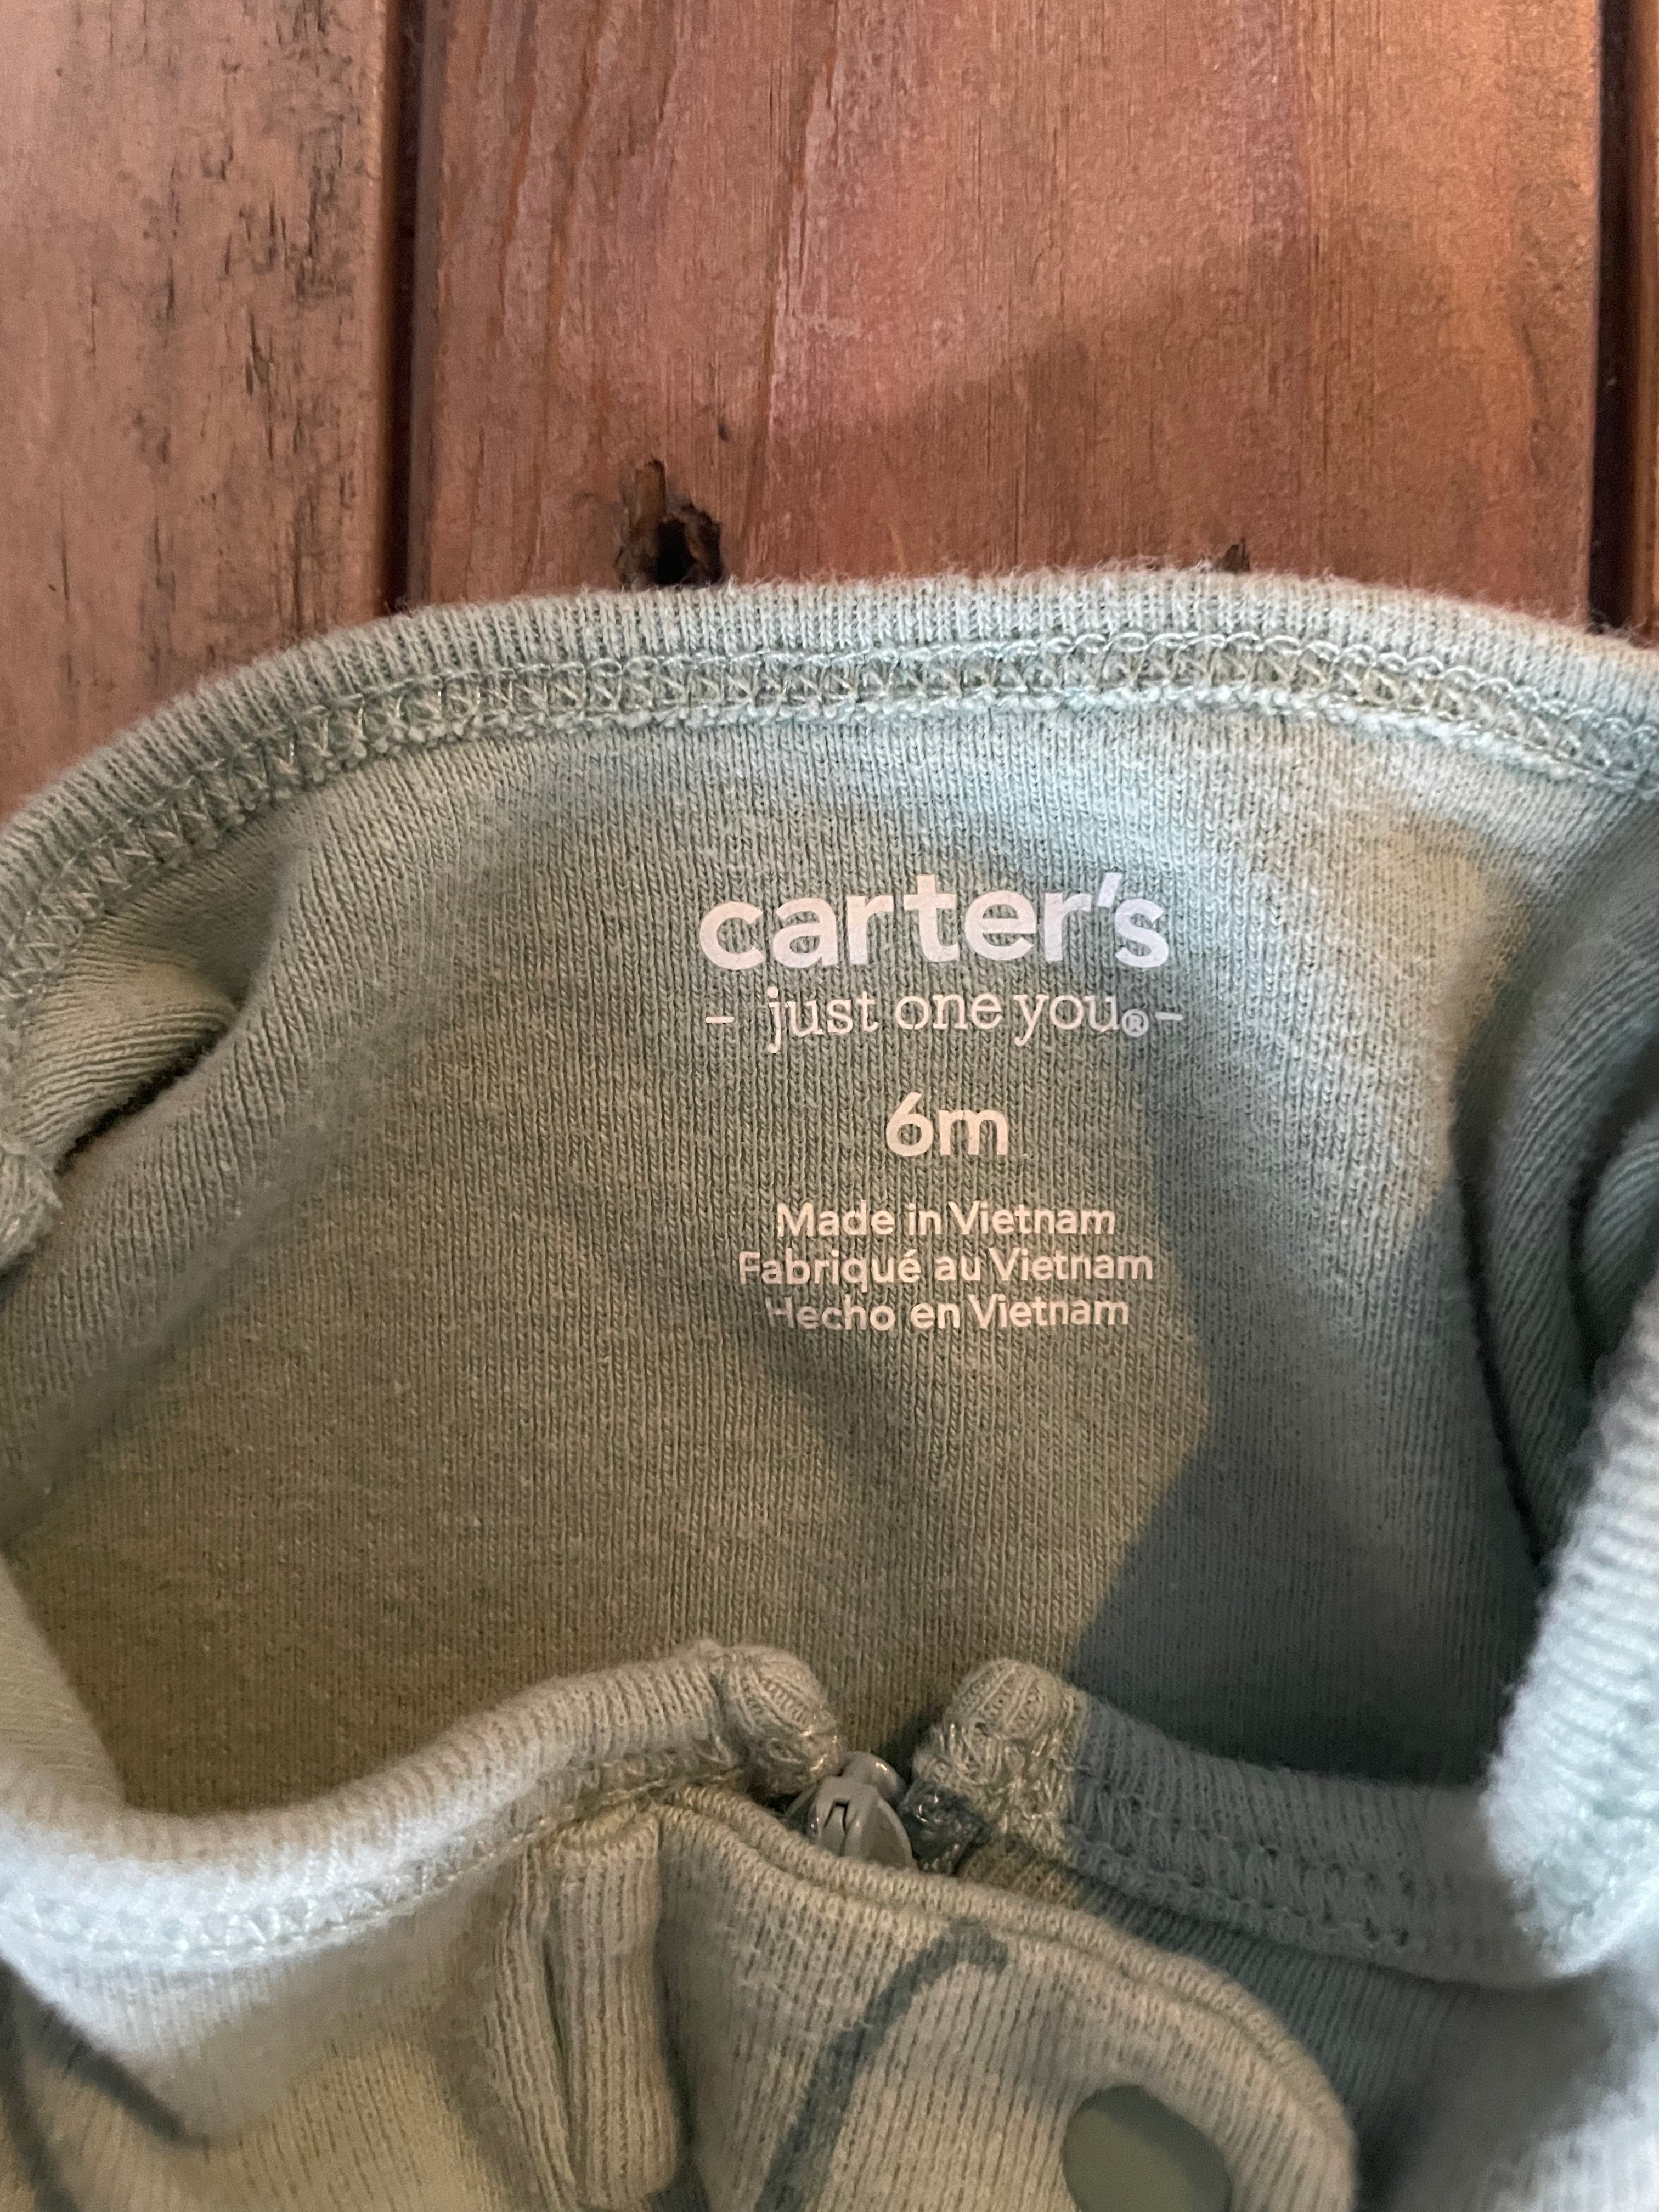 carter's
- just one you® -
6m
Made in Vietnam
Fabriqué au Vietnam
Hecho en Vietnam